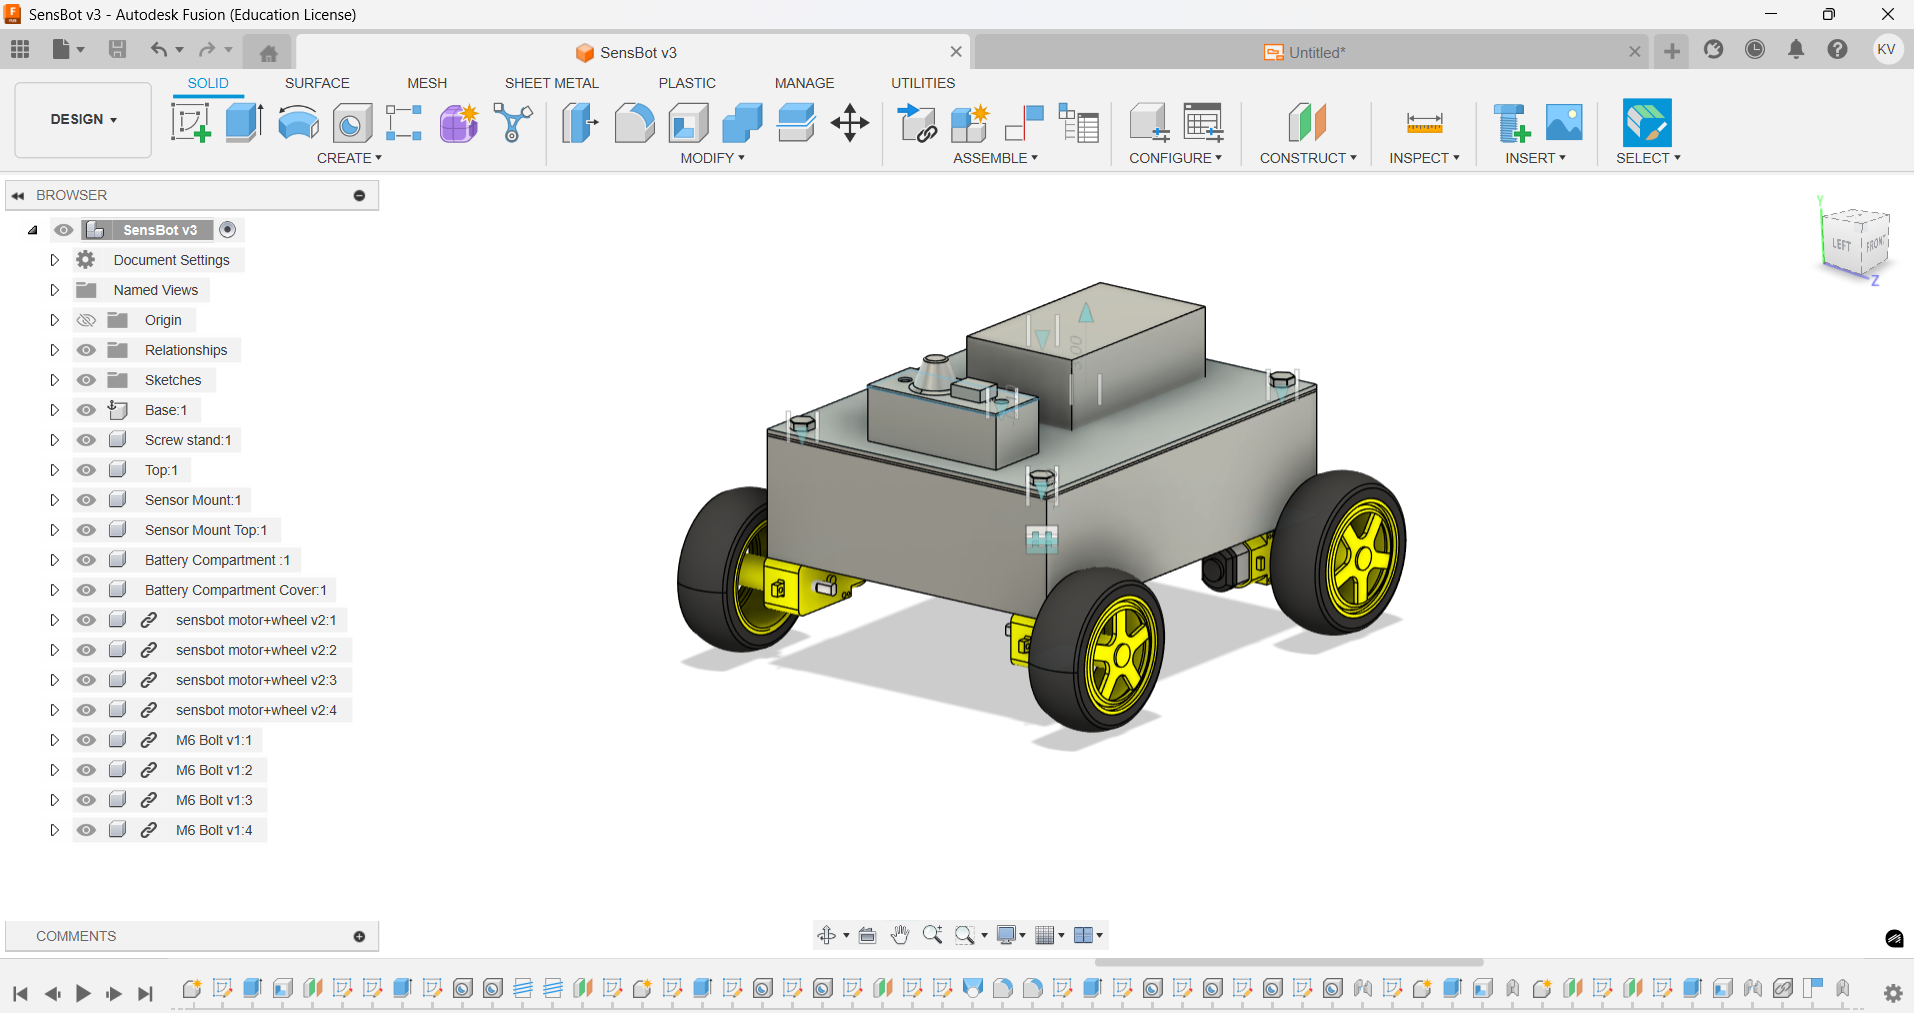 SensBot v3 - Autodesk Fusion (Education License)
SensBot v3
Untitled*
KV
DESIGN
SOLID
SURFACE
MESH
SHEET METAL
PLASTIC
MANAGE
UTILITIES
CREATE
MODIFY
ASSEMBLE
CONFIGURE
CONSTRUCT
INSPECT
INSERT
SELECT
BROWSER
SensBot v3
Document Settings
Named Views
Origin
Relationships
Sketches
Base:1
Screw stand:1
Top:1
Sensor Mount:1
Sensor Mount Top:1
Battery Compartment :1
Battery Compartment Cover:1
sensbot motor+wheel v2:1
sensbot motor+wheel v2:2
sensbot motor+wheel v2:3
sensbot motor+wheel v2:4
M6 Bolt v1:1
M6 Bolt v1:2
M6 Bolt v1:3
M6 Bolt v1:4
Y
LEFT
FRONT
Z
COMMENTS